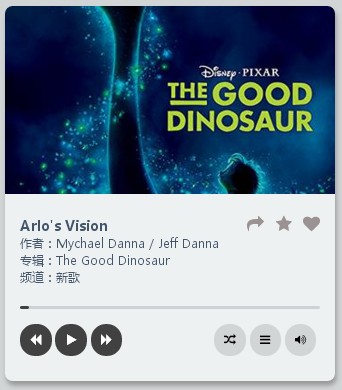 Disney·PIXAR
THE GOOD
DINOSAUR
Arlo's Vision
作者：Mychael Danna / Jeff Danna
专辑：The Good Dinosaur
频道：新歌